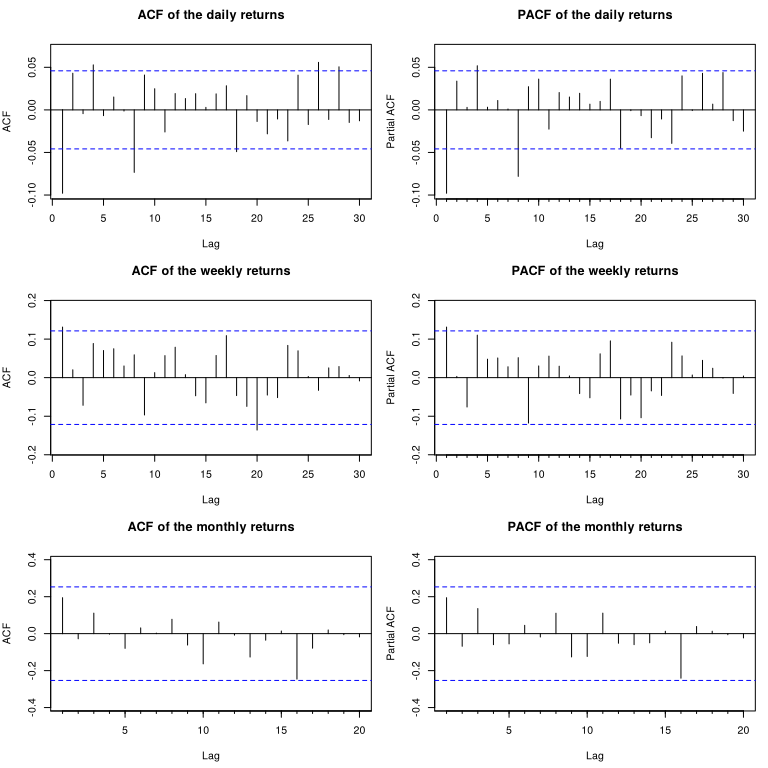 ACF of the daily returns
ACF
0.05
0.00
-0.05
-0.10
0 5 10 15 20 25 30
Lag
PACF of the daily returns
Partial ACF
0.05
0.00
-0.05
-0.10
0 5 10 15 20 25 30
Lag
ACF of the weekly returns
ACF
0.2
0.1
0.0
-0.1
-0.2
0 5 10 15 20 25 30
Lag
PACF of the weekly returns
Partial ACF
0.2
0.1
0.0
-0.1
-0.2
0 5 10 15 20 25 30
Lag
ACF of the monthly returns
ACF
0.4
0.2
0.0
-0.2
-0.4
5 10 15 20
Lag
PACF of the monthly returns
Partial ACF
0.4
0.2
0.0
-0.2
-0.4
5 10 15 20
Lag